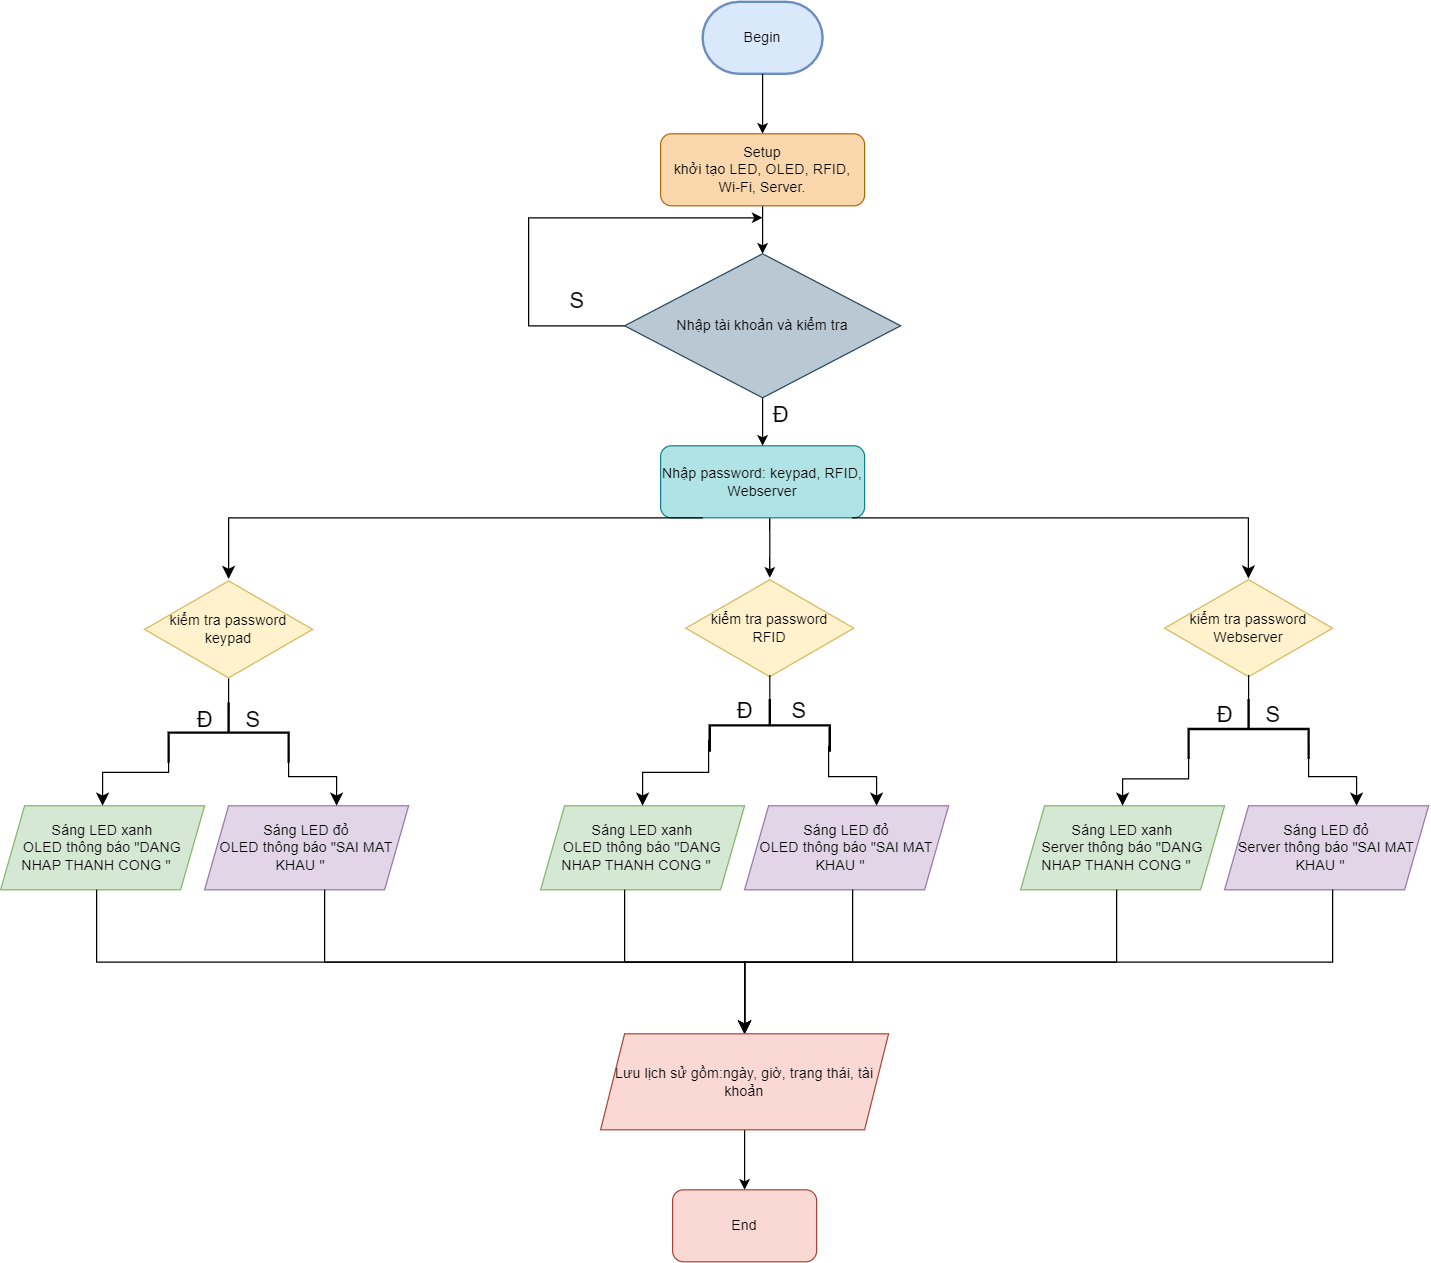 Begin
Setup
khởi tạo LED, OLED, RFID,
Wi-Fi, Server.
S
Nhập tài khoản và kiểm tra
Đ
Nhập password: keypad, RFID,
Webserver
kiểm tra password
keypad
kiểm tra password
RFID
kiểm tra password
Webserver
Đ S
Đ S
Đ S
Sáng LED xanh
OLED thông báo "DANG
NHAP THANH CONG "
Sáng LED đỏ
OLED thông báo "SAI MAT
KHAU "
Sáng LED xanh
OLED thông báo "DANG
NHAP THANH CONG "
Sáng LED đỏ
OLED thông báo "SAI MAT
KHAU "
Sáng LED xanh
Server thông báo "DANG
NHAP THANH CONG "
Sáng LED đỏ
Server thông báo "SAI MAT
KHAU "
Lưu lịch sử gồm:ngày, giờ, trạng thái, tài
khoản
End